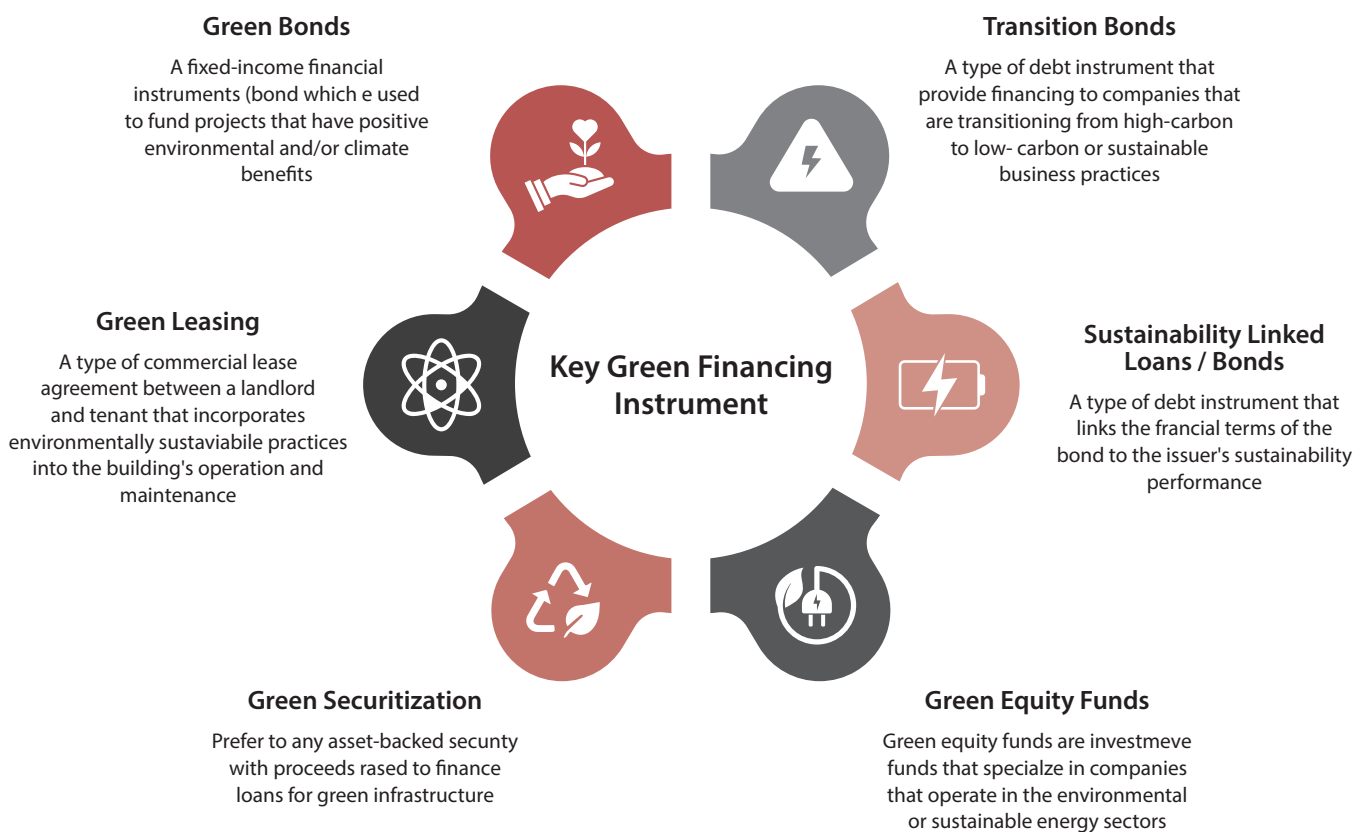 Green Bonds
A fixed-income financial
instruments (bond which e used
to fund projects that have positive
environmental and/or climate
benefits
Transition Bonds
A type of debt instrument that
provide financing to companies that
are transitioning from high-carbon
to low- carbon or sustainable
business practices
Green Leasing
A type of commercial lease
agreement between a landlord
and tenant that incorporates
environmentally sustaviabile practices
into the building's operation and
maintenance
Key Green Financing
Instrument
Sustainability Linked
Loans / Bonds
A type of debt instrument that
links the francial terms of the
bond to the issuer's sustainability
performance
Green Securitization
Prefer to any asset-backed securty
with proceeds rased to finance
loans for green infrastructure
Green Equity Funds
Green equity funds are investmeve
funds that specialze in companies
that operate in the environmental
or sustainable energy sectors